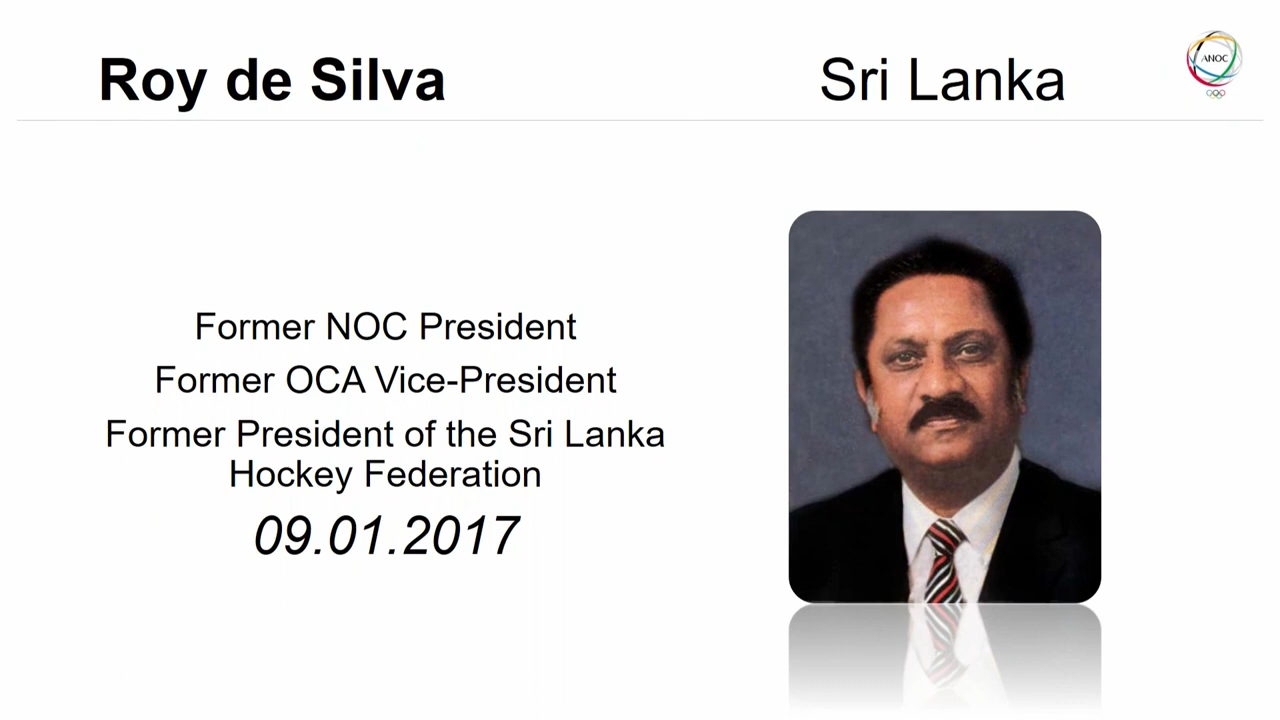 Roy de Silva
Sri Lanka
ANOC
Former NOC President
Former OCA Vice-President
Former President of the Sri Lanka
Hockey Federation
09.01.2017